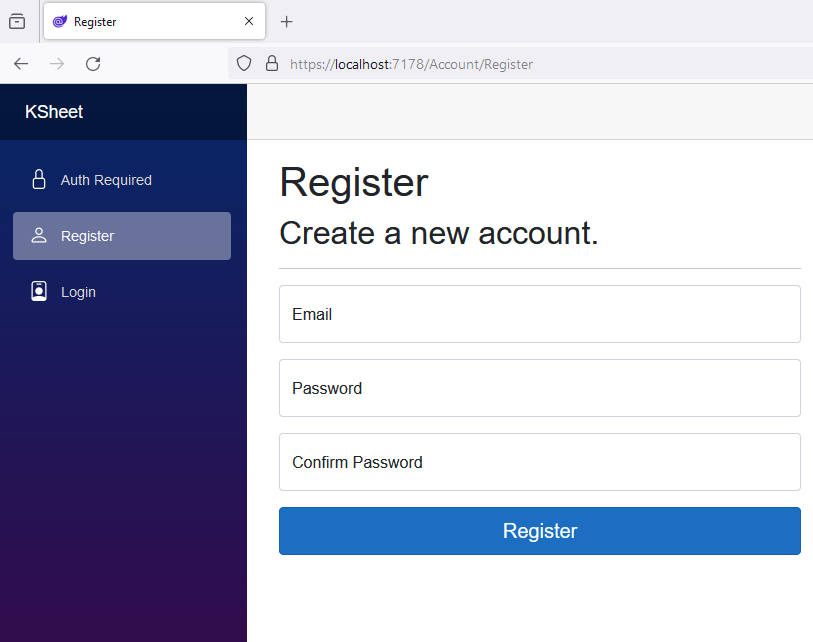 Register
https://localhost:7178/Account/Register
KSheet
Auth Required
Register
Login
Register
Create a new account.
Email
Password
Confirm Password
Register